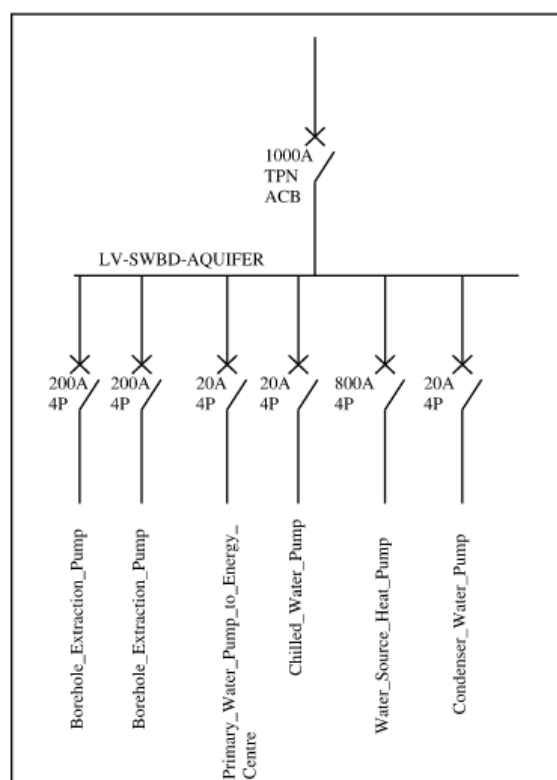 1000A
TPN
ACB
LV-SWBD-AQUIFER
200A
4P
200A
4P
20A
4P
20A
4P
800A
4P
20A
4P
Borehole_Extraction_Pump
Borehole_Extraction_Pump
Primary_Water_Pump_to_Energy_
Centre
Chilled_Water_Pump
Water_Source_Heat_Pump
Condenser_Water_Pump